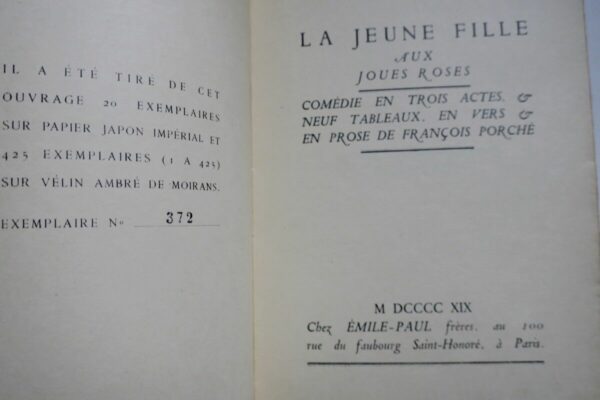 IL A ÉTÉ TIRÉ DE CET
OUVRAGE 20 EXEMPLAIRES
SUR PAPIER JAPON IMPÉRIAL ET
425 EXEMPLAIRES (1 A 425)
SUR VÉLIN AMBRÉ DE MOIRANS.
EXEMPLAIRE No 372
LA JEUNE FILLE
AUX
JOUES ROSES
COMÉDIE EN TROIS ACTES, &
NEUF TABLEAUX, EN VERS &
EN PROSE DE FRANÇOIS PORCHÉ
M DCCCC XIX
Chez ÉMILE-PAUL frères, au 100
rue du faubourg Saint-Honoré, à Paris.